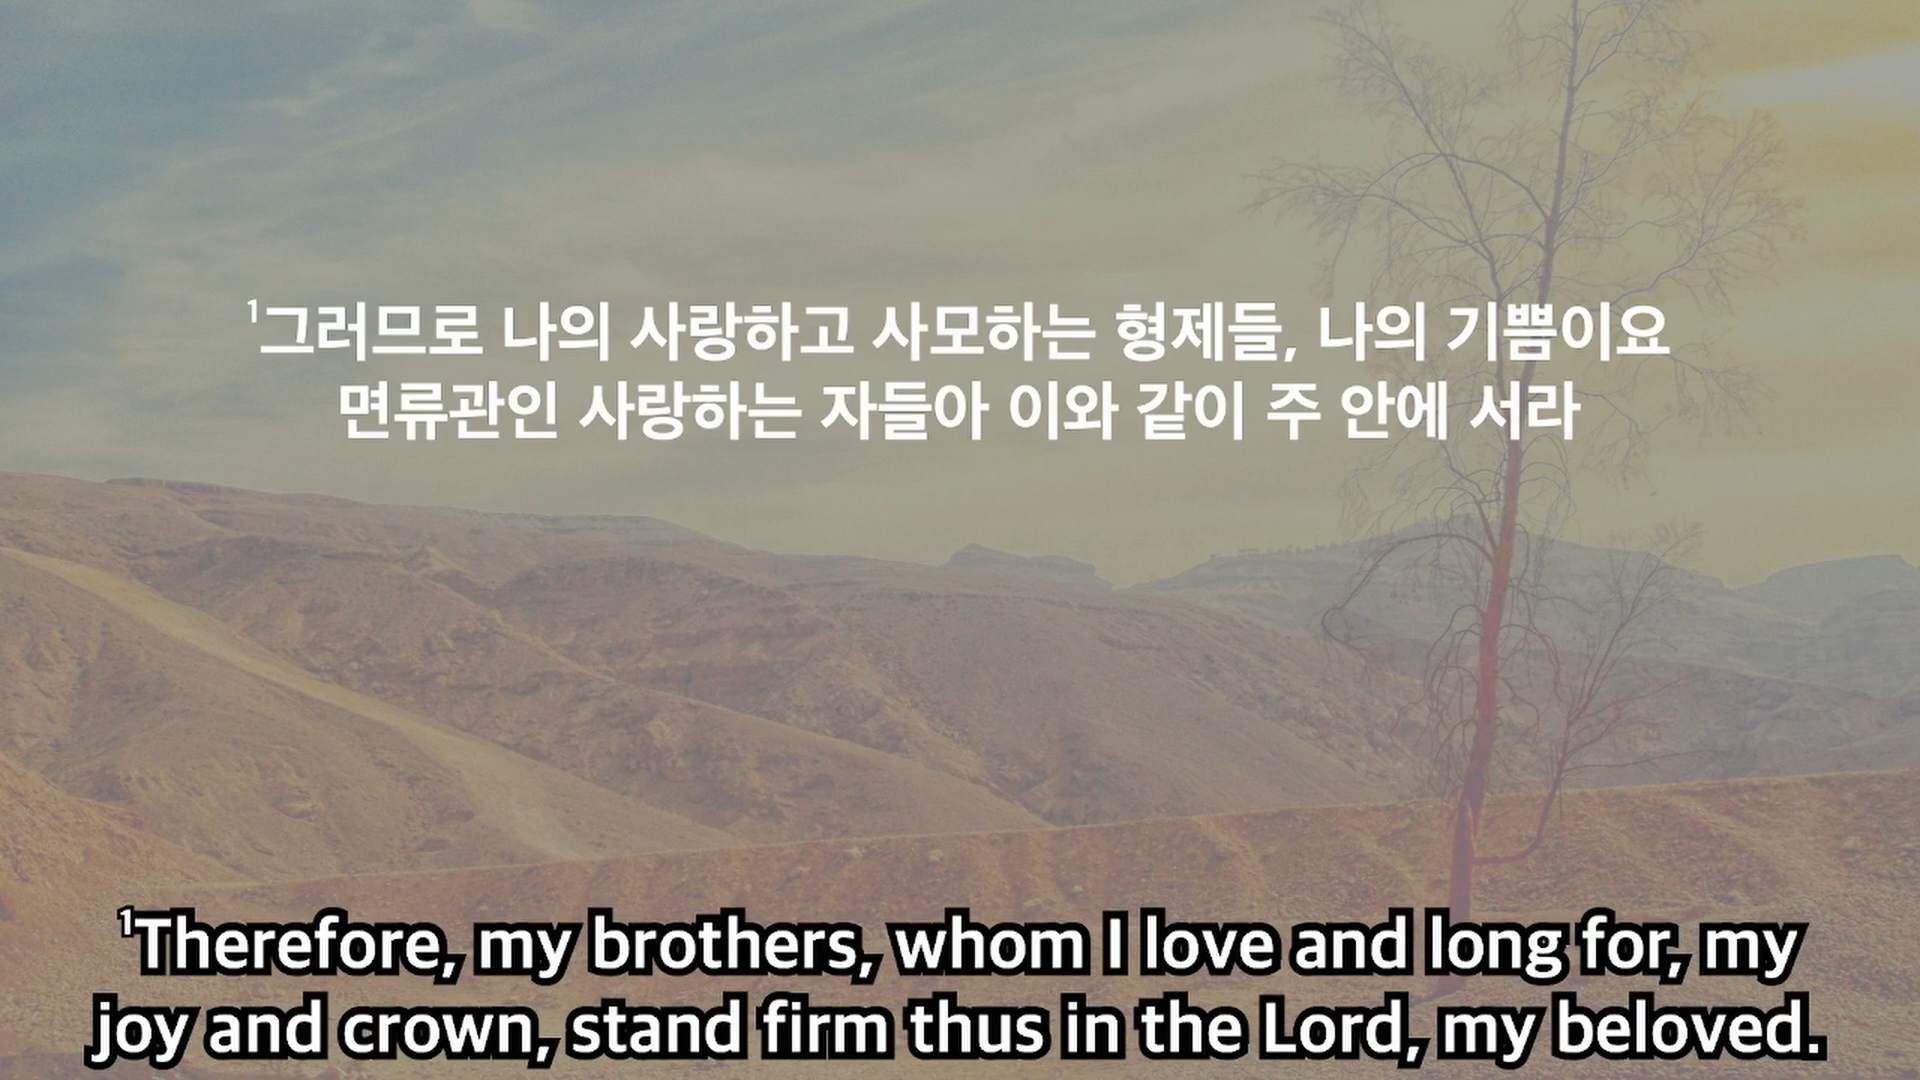 ¹그러므로 나의 사랑하고 사모하는 형제들, 나의 기쁨이요
면류관인 사랑하는 자들아 이와 같이 주 안에 서라
¹Therefore, my brothers, whom I love and long for, my
joy and crown, stand firm thus in the Lord, my beloved.